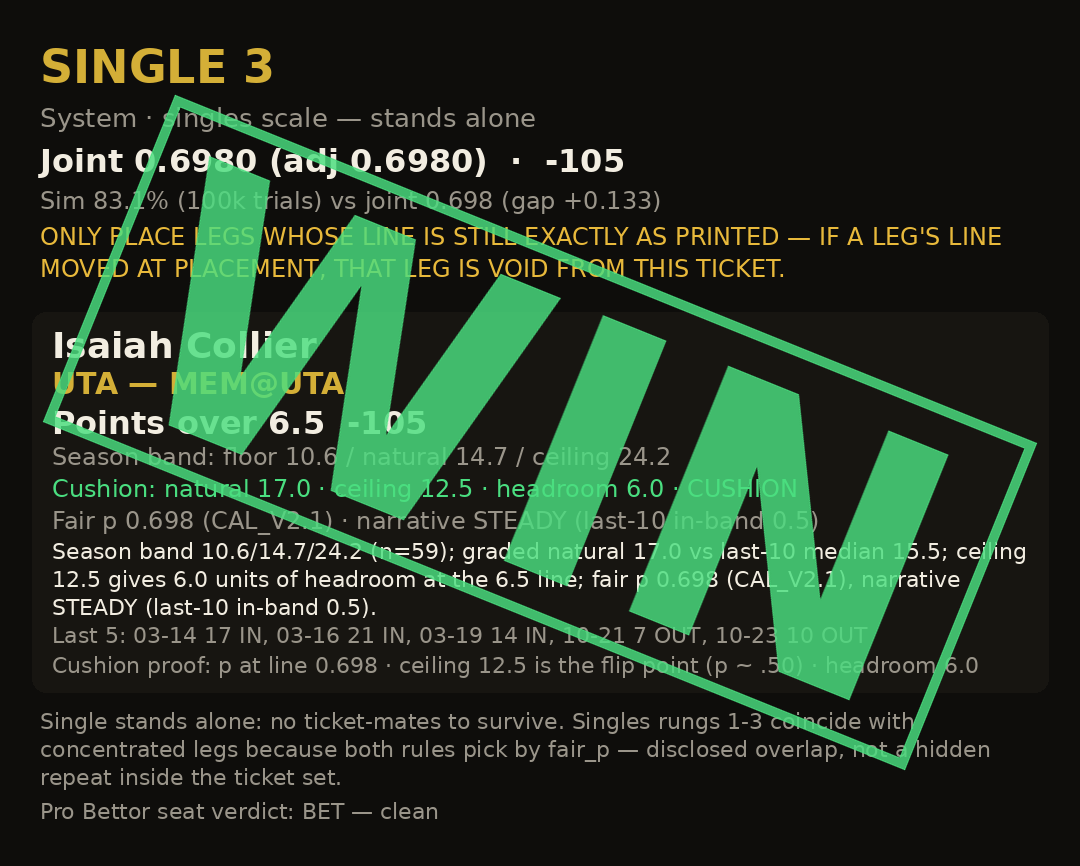 SINGLE 3
System · singles scale — stands alone
Joint 0.6980 (adj 0.6980) · -105
Sim 83.1% (100k trials) vs joint 0.698 (gap +0.133)
ONLY PLACE LEGS WHOSE LINE IS STILL EXACTLY AS PRINTED — IF A LEG'S LINE
MOVED AT PLACEMENT, THAT LEG IS VOID FROM THIS TICKET.
WIN
Isaiah Collier
UTA — MEM@UTA
Points over 6.5 -105
Season band: floor 10.6 / natural 14.7 / ceiling 24.2
Cushion: natural 17.0 · ceiling 12.5 · headroom 6.0 · CUSHION
Fair p 0.698 (CAL_V2.1) · narrative STEADY (last-10 in-band 0.5)
Season band 10.6/14.7/24.2 (n=59); graded natural 17.0 vs last-10 median 15.5; ceiling
12.5 gives 6.0 units of headroom at the 6.5 line; fair p 0.698 (CAL_V2.1), narrative
STEADY (last-10 in-band 0.5).
Last 5: 03-14 17 IN, 03-16 21 IN, 03-19 14 IN, 10-21 7 OUT, 10-23 10 OUT
Cushion proof: p at line 0.698 · ceiling 12.5 is the flip point (p ~ .50) · headroom 6.0
Single stands alone: no ticket-mates to survive. Singles rungs 1-3 coincide with
concentrated legs because both rules pick by fair_p — disclosed overlap, not a hidden
repeat inside the ticket set.
Pro Bettor seat verdict: BET — clean